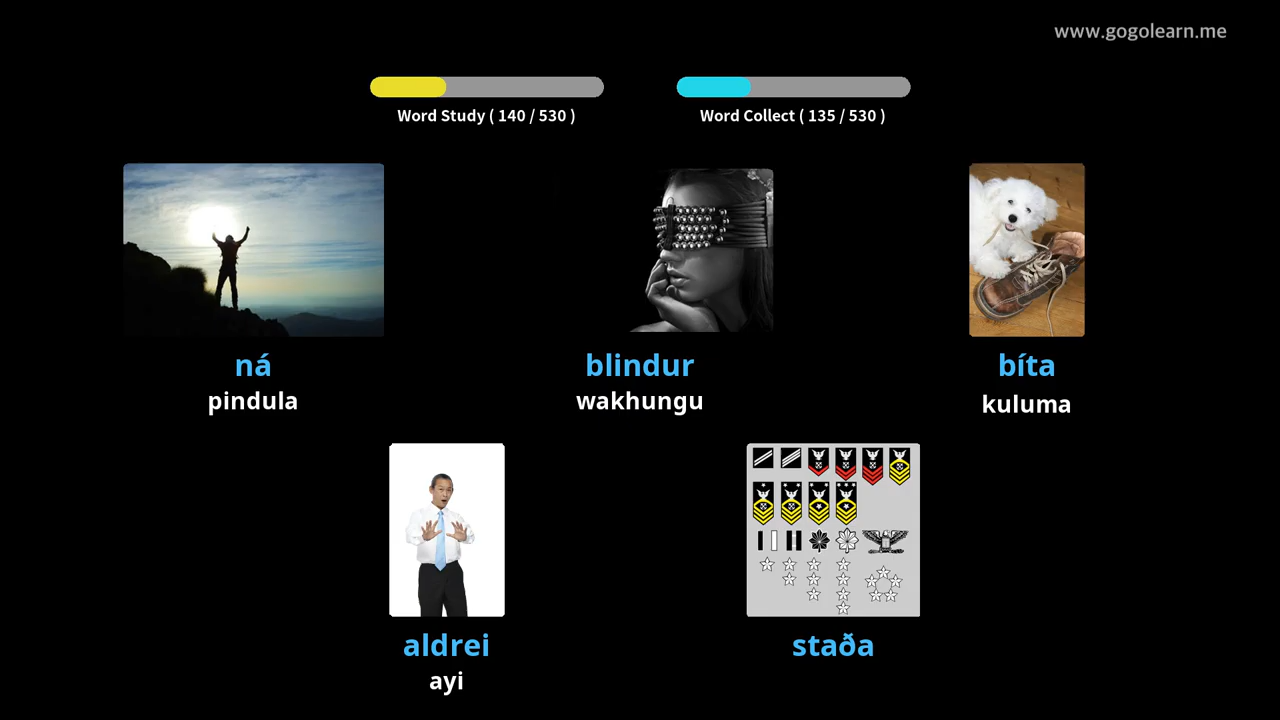 www.gogolearn.me
Word Study ( 140 / 530 )
Word Collect ( 135 / 530 )
ná
pindula
blindur
wakhungu
bíta
kuluma
aldrei
ayi
staða